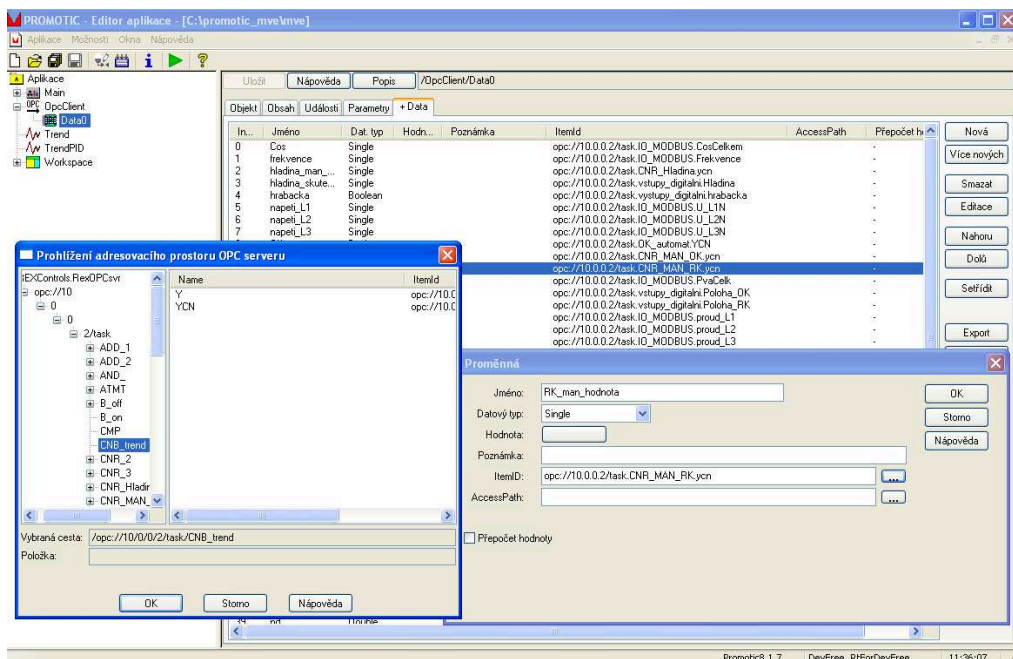 PROMOTIC - Editor aplikace - [C:\promotic_mve\mve]
Aplikace Možnosti Okna Nápověda
Uložit Nápověda Popis /OpcClient/Data0
Aplikace
Main
OpcClient
Data0
Trend
TrendPID
Workspace
Objekt Obsah Události Parametry + Data
In... Jméno Dat. typ Hodn... Poznámka ItemId AccessPath Přepočet h
0 Cos Single opc://10.0.0.2/task.IO_MODBUS.CosCelkem -
1 frekvence Single opc://10.0.0.2/task.IO_MODBUS.Frekvence -
2 hladina_man_... Single opc://10.0.0.2/task.CNR_Hladina.ycn -
3 hladina_skute... Single opc://10.0.0.2/task.vstupy_digitalni.Hladina -
4 hrabacka Boolean opc://10.0.0.2/task.vystupy_digitalni.hrabacka -
5 napeti_L1 Single opc://10.0.0.2/task.IO_MODBUS.U_L1N -
6 napeti_L2 Single opc://10.0.0.2/task.IO_MODBUS.U_L2N -
7 napeti_L3 Single opc://10.0.0.2/task.IO_MODBUS.U_L3N -
opc://10.0.0.2/task.OK_automat.YCN -
opc://10.0.0.2/task.CNR_MAN_OK.ycn -
opc://10.0.0.2/task.CNR_MAN_RK.ycn -
opc://10.0.0.2/task.IO_MODBUS.PvaCelk -
opc://10.0.0.2/task.vstupy_digitalni.Poloha_OK -
opc://10.0.0.2/task.vstupy_digitalni.Poloha_RK -
opc://10.0.0.2/task.IO_MODBUS.proud_L1 -
opc://10.0.0.2/task.IO_MODBUS.proud_L2 -
opc://10.0.0.2/task.IO_MODBUS.proud_L3 -
Nová
Více nových
Smazat
Editace
Nahoru
Dolů
Setřídit
Export
Prohlížení adresovacího prostoru OPC serveru
EXControls.RexOPCsvr
opc://10
0
0
2/task
ADD_1
ADD_2
AND_
ATMT
B_off
B_on
CMP
CNB_trend
CNR_2
CNR_3
CNR_Hladir
CNR_MAN_
Name ItemId
Y opc://10.0
YCN opc://10.0
Vybraná cesta: /opc://10/0/0/2/task/CNB_trend
Položka:
OK Storno Nápověda
Proměnná
Jméno: RK_man_hodnota
Datový typ: Single
Hodnota:
Poznámka:
ItemID: opc://10.0.0.2/task.CNR_MAN_RK.ycn ...
AccessPath: ...
Přepočet hodnoty
OK
Storno
Nápověda
Promotic8.1.7 DevFree, RtForDevFree 11:36:07